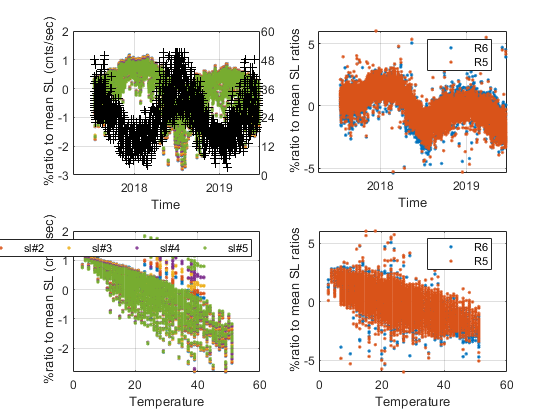 %ratio to mean SL (cnts/sec)
2
1
0
-1
-2
-3
60
48
36
24
12
0
2018
2019
Time
%ratio to mean SL ratios
5
0
-5
R6
R5
2018
2019
Time
%ratio to mean SL (cnts/sec)
2
sl#2 sl#3 sl#4 sl#5
1
0
-1
-2
0
20
40
60
Temperature
%ratio to mean SL ratios
5
0
-5
R6
R5
0
20
40
60
Temperature